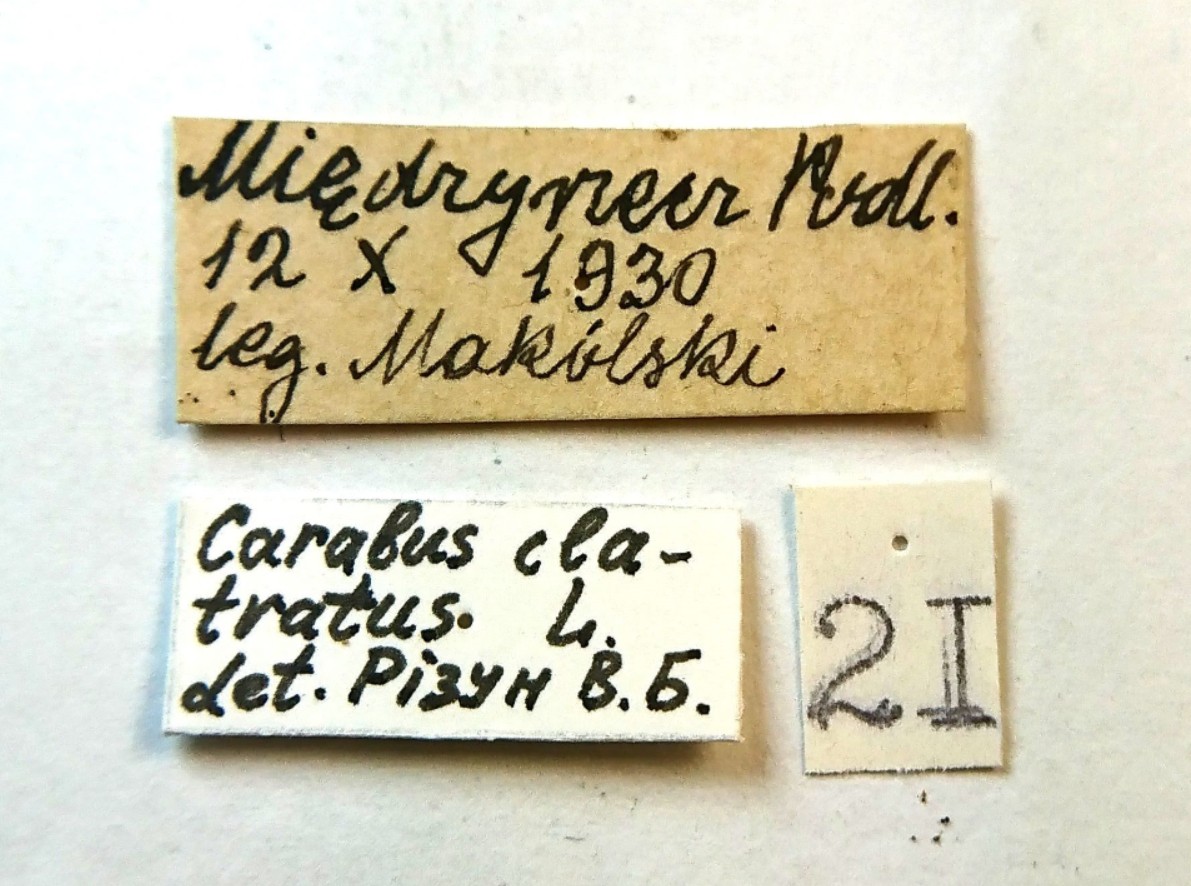 Międzyrzecz Podl.
12 X 1930
leg. Makólski
Carabus cla-
tratus. L.
det. Різун В.Б.
2I